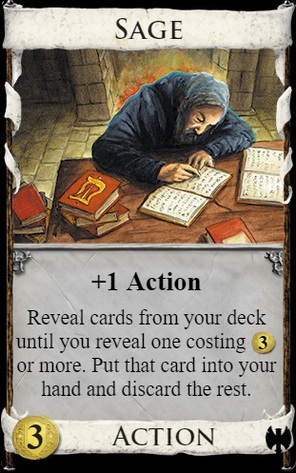 SAGE
+1 Action
Reveal cards from your deck
until you reveal one costing 3
or more. Put that card into your
hand and discard the rest.
3
ACTION